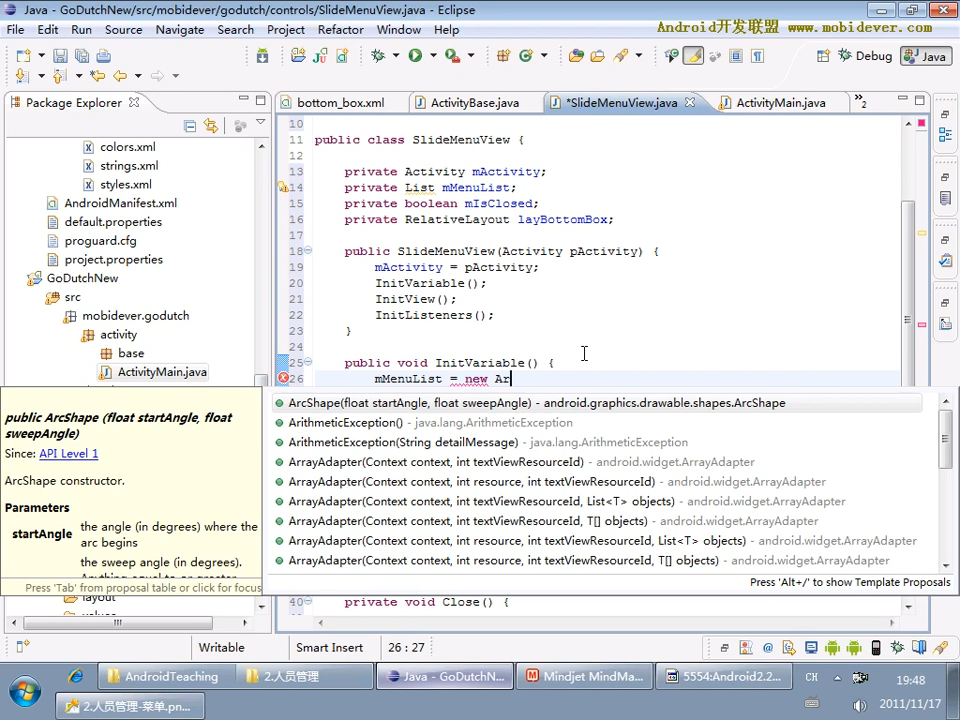 Java - GoDutchNew/src/mobidever/godutch/controls/SlideMenuView.java - Eclipse
File Edit Run Source Navigate Search Project Refactor Window Help
Android开发联盟 www.mobidever.com
Debug Java
Package Explorer
bottom_box.xml ActivityBase.java *SlideMenuView.java ActivityMain.java »2
colors.xml
strings.xml
styles.xml
AndroidManifest.xml
default.properties
proguard.cfg
project.properties
GoDutchNew
src
mobidever.godutch
activity
base
ActivityMain.java
10
11 public class SlideMenuView {
12
13 private Activity mActivity;
14 private List mMenuList;
15 private boolean mIsClosed;
16 private RelativeLayout layBottomBox;
17
18 public SlideMenuView(Activity pActivity) {
19 mActivity = pActivity;
20 InitVariable();
21 InitView();
22 InitListeners();
23 }
24
25 public void InitVariable() {
26 mMenuList = new Ar
public ArcShape (float startAngle, float
sweepAngle)
Since: API Level 1
ArcShape constructor.
Parameters
startAngle the angle (in degrees) where the
arc begins
the sweep angle (in degrees).
Press 'Tab' from proposal table or click for focus
ArcShape(float startAngle, float sweepAngle) - android.graphics.drawable.shapes.ArcShape
ArithmeticException() - java.lang.ArithmeticException
ArithmeticException(String detailMessage) - java.lang.ArithmeticException
ArrayAdapter(Context context, int textViewResourceId) - android.widget.ArrayAdapter
ArrayAdapter(Context context, int resource, int textViewResourceId) - android.widget.ArrayAdapter
ArrayAdapter(Context context, int textViewResourceId, List<T> objects) - android.widget.ArrayAdapter
ArrayAdapter(Context context, int textViewResourceId, T[] objects) - android.widget.ArrayAdapter
ArrayAdapter(Context context, int resource, int textViewResourceId, List<T> objects) - android.widget.ArrayAdapter
ArrayAdapter(Context context, int resource, int textViewResourceId, T[] objects) - android.widget.ArrayAdapter
Press 'Alt+/' to show Template Proposals
layout
40 private void Close() {
Writable Smart Insert 26 : 27
AndroidTeaching 2.人员管理 Java - GoDutchN... Mindjet MindMa... 5554:Android2.2... CH 19:48
2.人员管理-菜单.pn... 2011/11/17